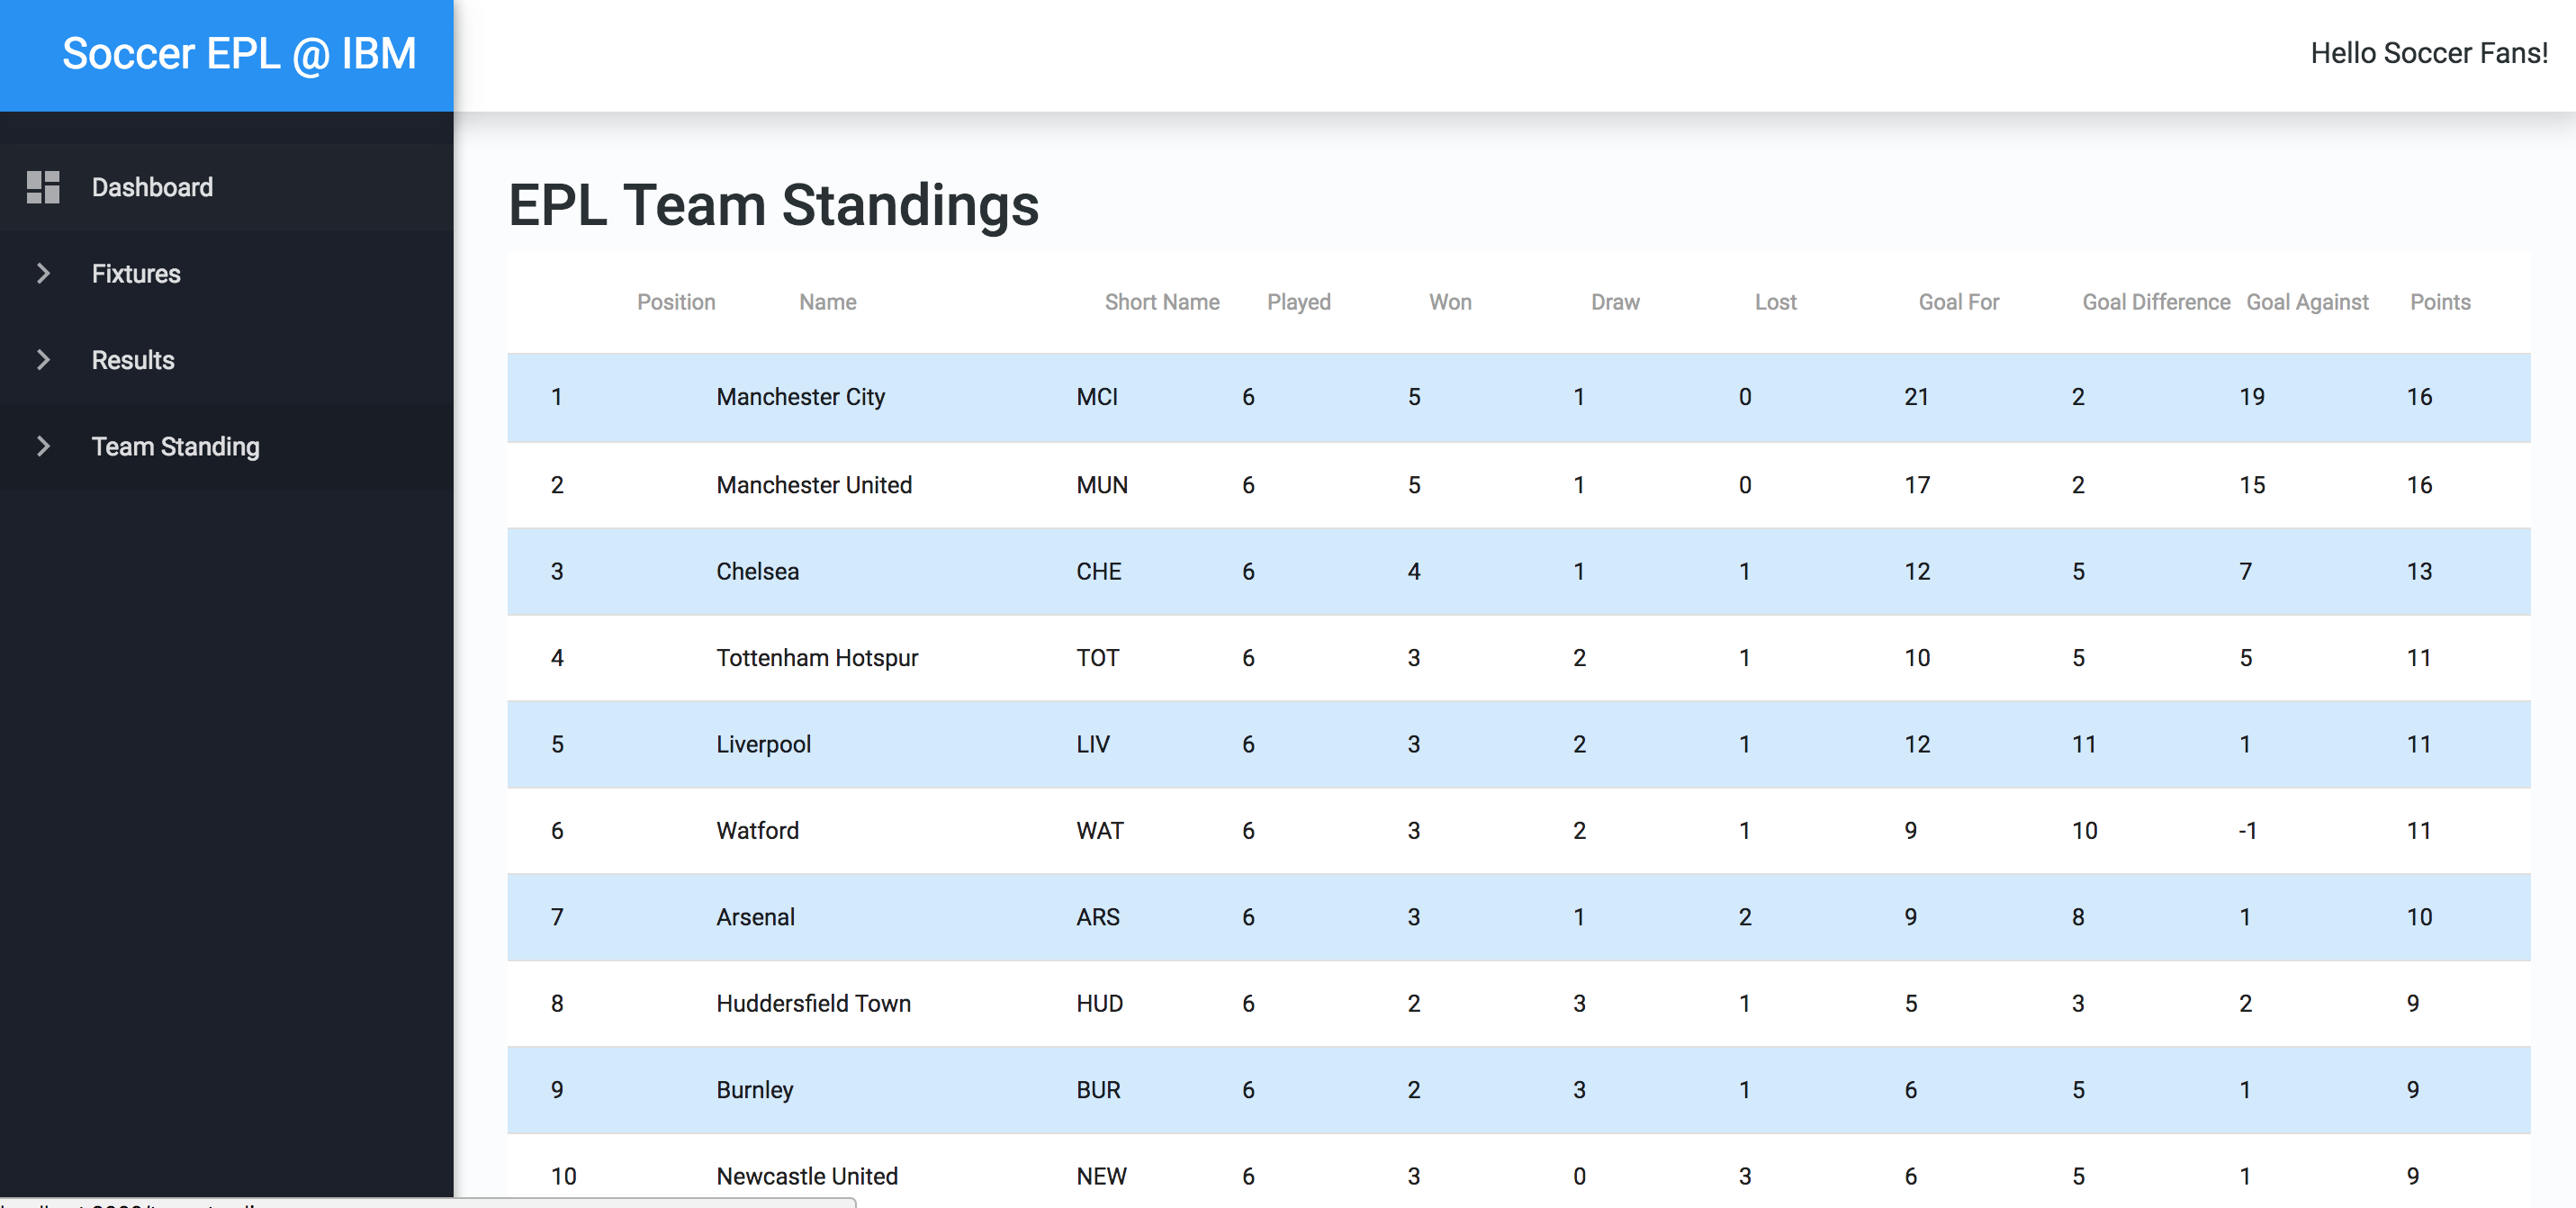 Soccer EPL @ IBM
Hello Soccer Fans!
Dashboard
Fixtures
Results
Team Standing
EPL Team Standings
Position Name Short Name Played Won Draw Lost Goal For Goal Difference Goal Against Points
1 Manchester City MCI 6 5 1 0 21 2 19 16
2 Manchester United MUN 6 5 1 0 17 2 15 16
3 Chelsea CHE 6 4 1 1 12 5 7 13
4 Tottenham Hotspur TOT 6 3 2 1 10 5 5 11
5 Liverpool LIV 6 3 2 1 12 11 1 11
6 Watford WAT 6 3 2 1 9 10 -1 11
7 Arsenal ARS 6 3 1 2 9 8 1 10
8 Huddersfield Town HUD 6 2 3 1 5 3 2 9
9 Burnley BUR 6 2 3 1 6 5 1 9
10 Newcastle United NEW 6 3 0 3 6 5 1 9